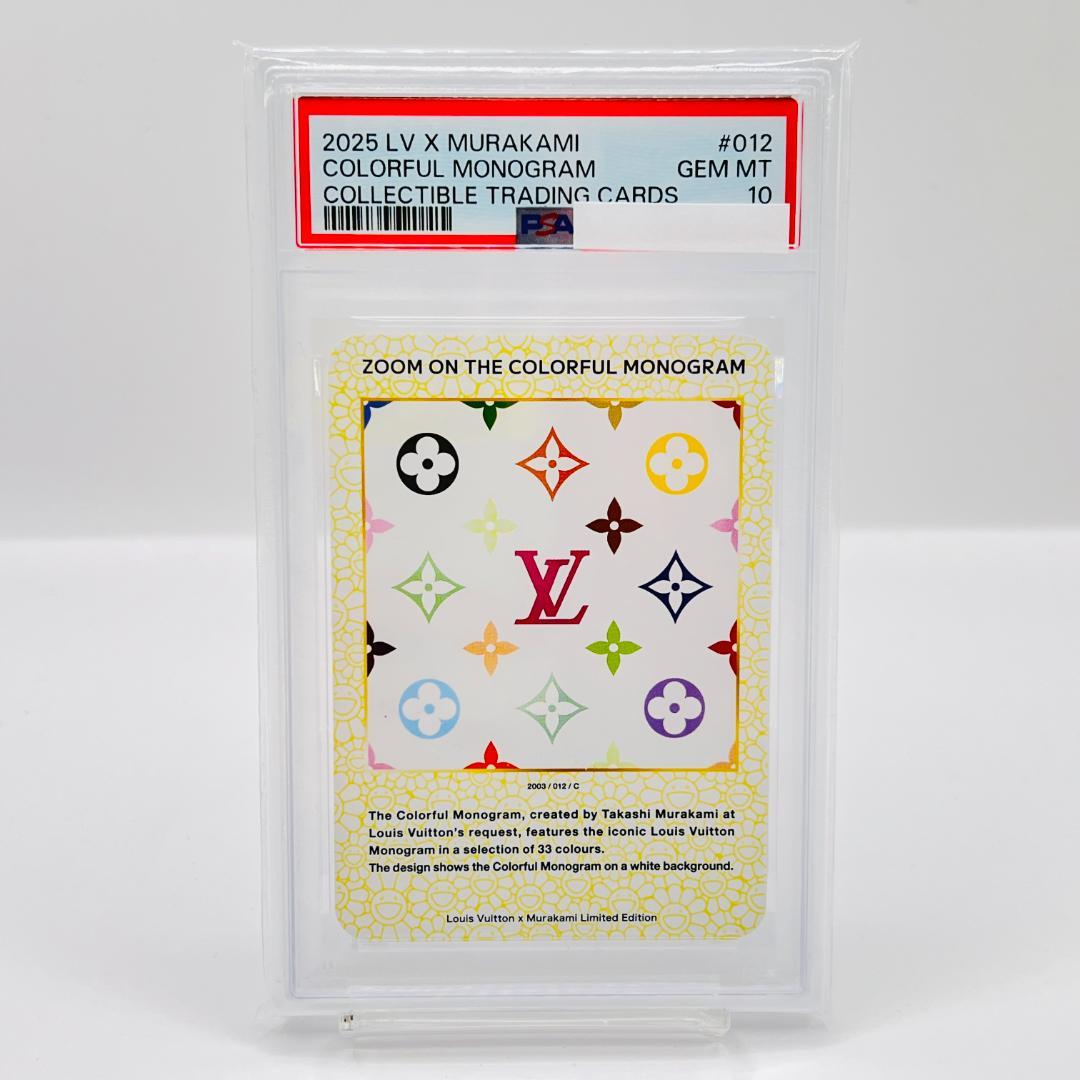 2025 LV X MURAKAMI #012
COLORFUL MONOGRAM GEM MT
COLLECTIBLE TRADING CARDS 10
PSA
ZOOM ON THE COLORFUL MONOGRAM
LV
2003 / 012 / C
The Colorful Monogram, created by Takashi Murakami at
Louis Vuitton's request, features the iconic Louis Vuitton
Monogram in a selection of 33 colours.
The design shows the Colorful Monogram on a white background.
Louis Vuitton x Murakami Limited Edition